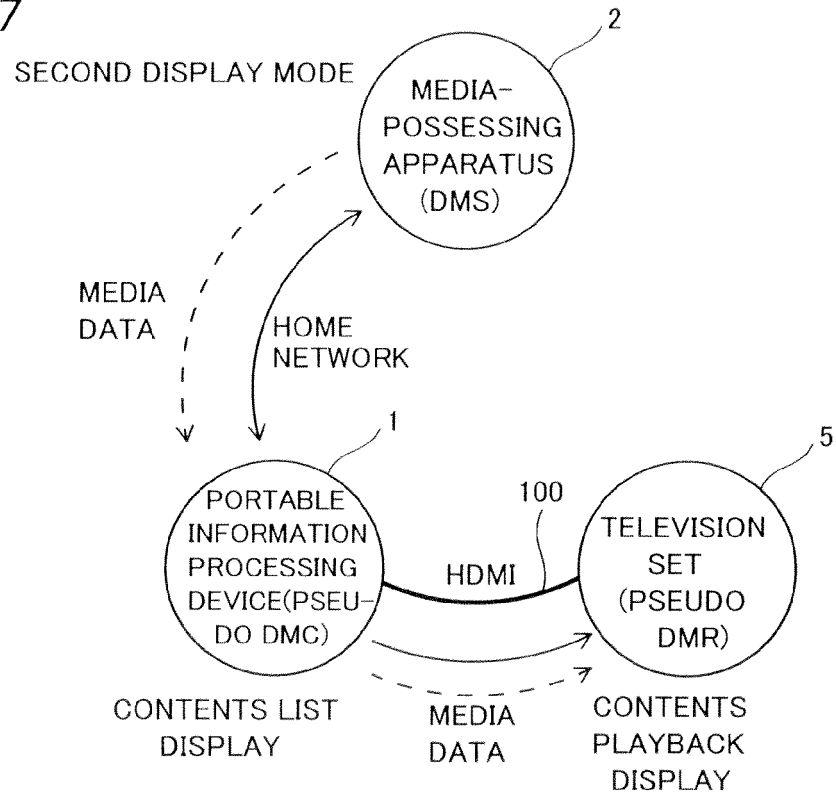 7
2
SECOND DISPLAY MODE
MEDIA-
POSSESSING
APPARATUS
(DMS)
MEDIA
DATA
HOME
NETWORK
1
5
100
PORTABLE
INFORMATION
PROCESSING
DEVICE(PSEU-
DO DMC)
HDMI
TELEVISION
SET
(PSEUDO
DMR)
CONTENTS LIST
DISPLAY
MEDIA
DATA
CONTENTS
PLAYBACK
DISPLAY